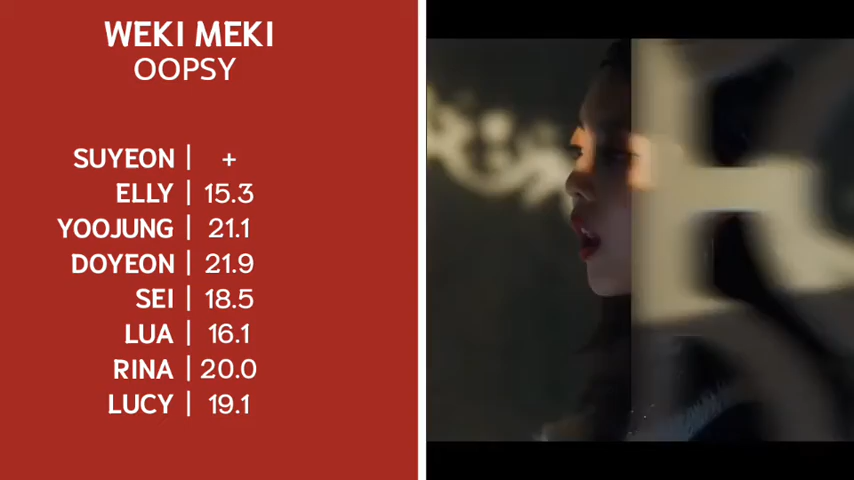 WEKI MEKI
OOPSY
SUYEON | +
ELLY | 15.3
YOOJUNG | 21.1
DOYEON | 21.9
SEI | 18.5
LUA | 16.1
RINA | 20.0
LUCY | 19.1